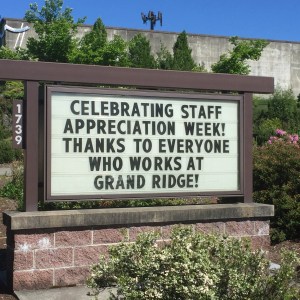 CELEBRATING STAFF
APPRECIATION WEEK!
THANKS TO EVERYONE
WHO WORKS AT
GRAND RIDGE!
1739